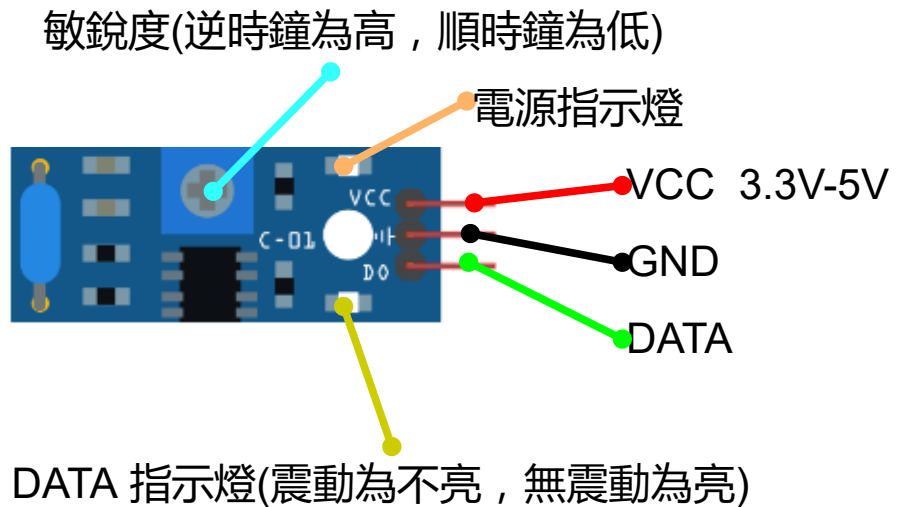 敏銳度(逆時鐘為高，順時鐘為低)
電源指示燈
VCC
VCC 3.3V-5V
C-01
GND
DO
DATA
DATA 指示燈(震動為不亮，無震動為亮)